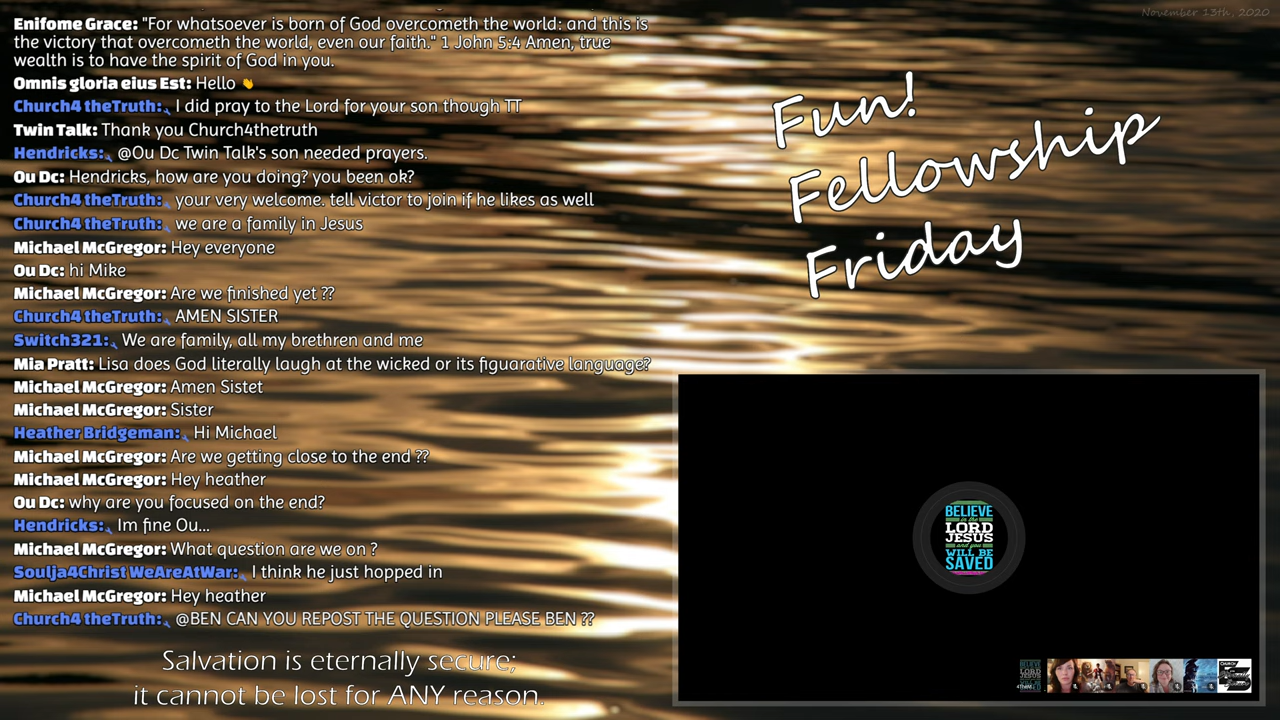 November 13th, 2020
Enifome Grace: "For whatsoever is born of God overcometh the world: and this is
the victory that overcometh the world, even our faith." 1 John 5:4 Amen, true
wealth is to have the spirit of God in you.
Omnis gloria eius Est: Hello 👏
Church4 theTruth: I did pray to the Lord for your son though TT
Twin Talk: Thank you Church4thetruth
Hendricks: @Ou Dc Twin Talk's son needed prayers.
Ou Dc: Hendricks, how are you doing? you been ok?
Church4 theTruth: your very welcome. tell victor to join if he likes as well
Church4 theTruth: we are a family in Jesus
Michael McGregor: Hey everyone
Ou Dc: hi Mike
Michael McGregor: Are we finished yet ??
Church4 theTruth: AMEN SISTER
Switch321: We are family, all my brethren and me
Mia Pratt: Lisa does God literally laugh at the wicked or its figuarative language?
Michael McGregor: Amen Sistet
Michael McGregor: Sister
Heather Bridgeman: Hi Michael
Michael McGregor: Are we getting close to the end ??
Michael McGregor: Hey heather
Ou Dc: why are you focused on the end?
Hendricks: Im fine Ou...
Michael McGregor: What question are we on ?
Soulja4Christ WeAreAtWar: I think he just hopped in
Michael McGregor: Hey heather
Church4 theTruth: @BEN CAN YOU REPOST THE QUESTION PLEASE BEN ??
Salvation is eternally secure;
it cannot be lost for ANY reason.
Fun!
Fellowship
Friday
BELIEVE
in the
LORD
JESUS
and you
WILL BE
SAVED